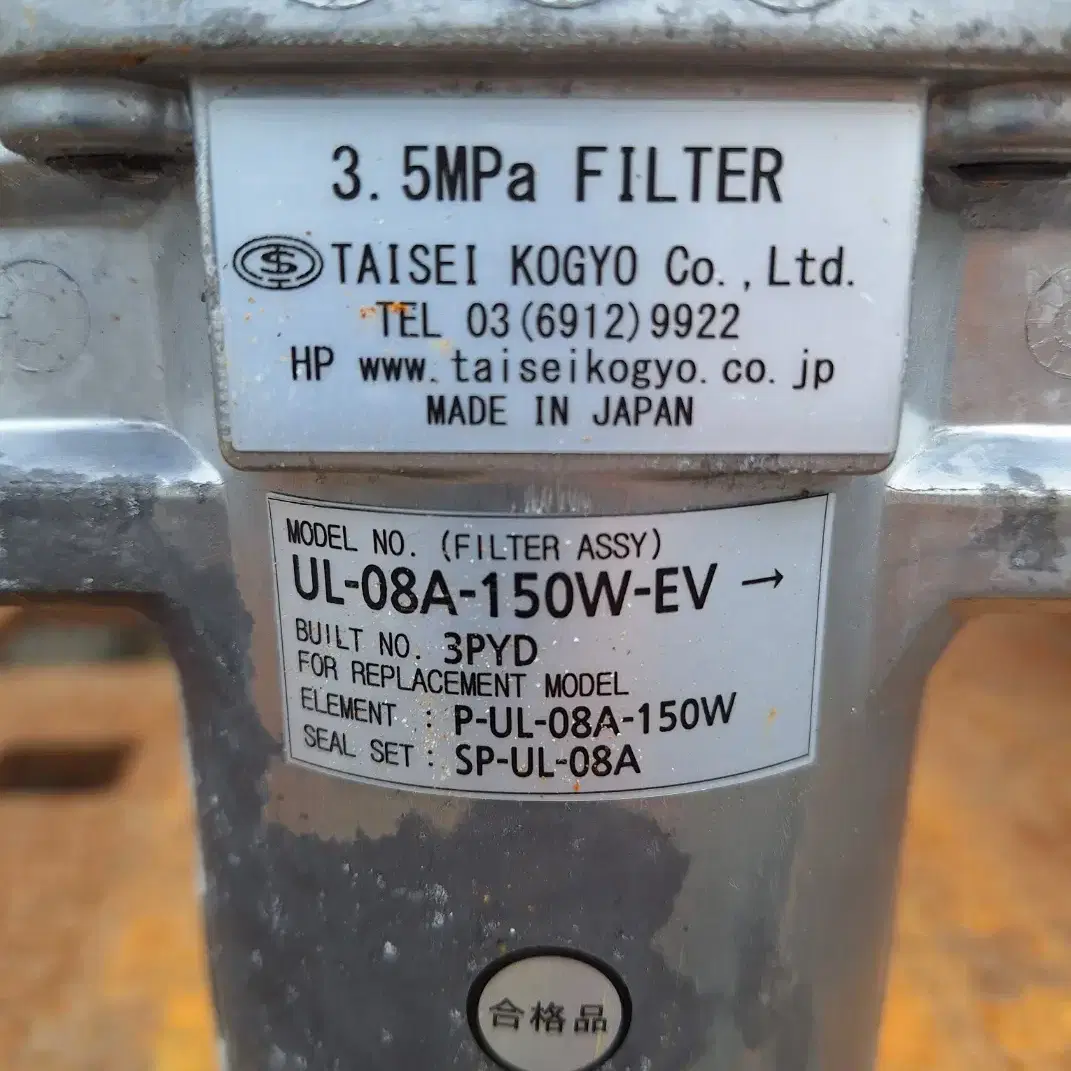 3.5MPa FILTER
TAISEI KOGYO Co.,Ltd.
TEL 03(6912)9922
HP www.taiseikogyo.co.jp
MADE IN JAPAN
MODEL NO. (FILTER ASSY)
UL-08A-150W-EV →
BUILT NO. 3PYD
FOR REPLACEMENT MODEL
ELEMENT : P-UL-08A-150W
SEAL SET : SP-UL-08A
合格品